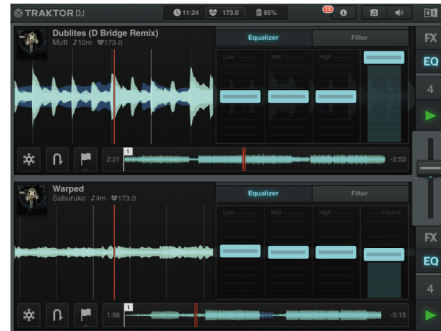 TRAKTOR DJ 11:24 173.0 85% 10
Dublites (D Bridge Remix)
Mutt ♪10m 173.0
Equalizer Filter
FX
Low Mid High
EQ
4
2:21 1 -2:53
Warped
Saburuko ♪4m 173.0
Equalizer Filter
FX
Low Mid High Volume
EQ
4
1:56 1 -5:15